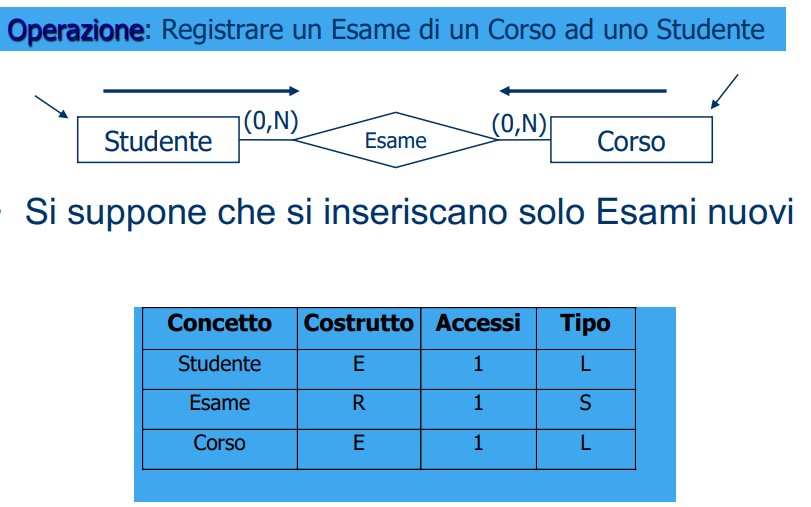 Operazione: Registrare un Esame di un Corso ad uno Studente
Studente (0,N) Esame (0,N) Corso
Si suppone che si inseriscano solo Esami nuovi
Concetto Costrutto Accessi Tipo
Studente E 1 L
Esame R 1 S
Corso E 1 L